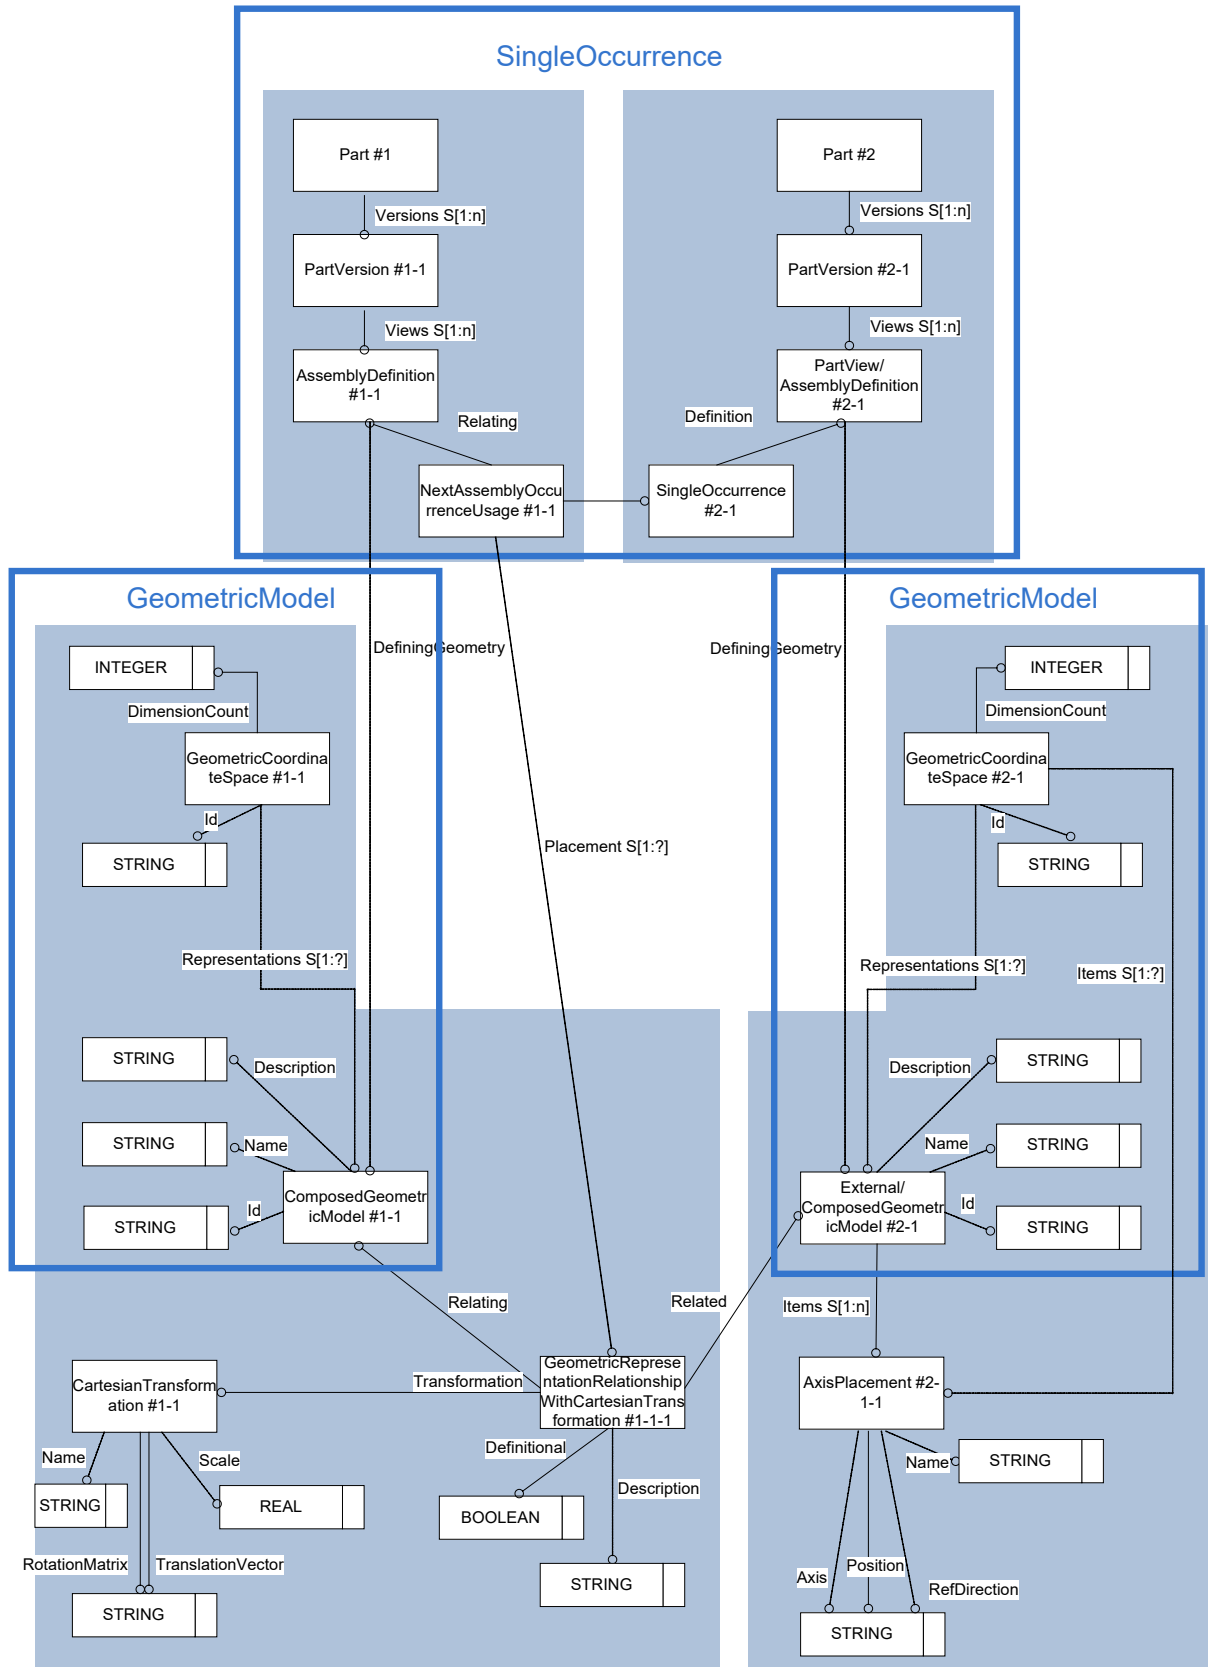 SingleOccurrence
Part #1
Part #2
Versions S[1:n]
Versions S[1:n]
PartVersion #1-1
PartVersion #2-1
Views S[1:n]
Views S[1:n]
AssemblyDefinition
#1-1
PartView/
AssemblyDefinition
#2-1
Relating
Definition
NextAssemblyOccu
rrenceUsage #1-1
SingleOccurrence
#2-1
GeometricModel
GeometricModel
DefiningGeometry
DefiningGeometry
INTEGER
INTEGER
DimensionCount
DimensionCount
GeometricCoordina
teSpace #1-1
GeometricCoordina
teSpace #2-1
Id
Id
STRING
STRING
Placement S[1:?]
Representations S[1:?]
Representations S[1:?]
Items S[1:?]
STRING
Description
Description
STRING
STRING
Name
Name
STRING
ComposedGeometr
icModel #1-1
External/
ComposedGeometr
icModel #2-1
STRING
Id
Id
STRING
Relating
Related
Items S[1:n]
CartesianTransform
ation #1-1
Transformation
GeometricReprese
ntationRelationship
WithCartesianTrans
formation #1-1-1
AxisPlacement #2-
1-1
Name
Scale
Definitional
Description
Name
STRING
STRING
REAL
BOOLEAN
RotationMatrix
TranslationVector
Axis
Position
RefDirection
STRING
STRING
STRING